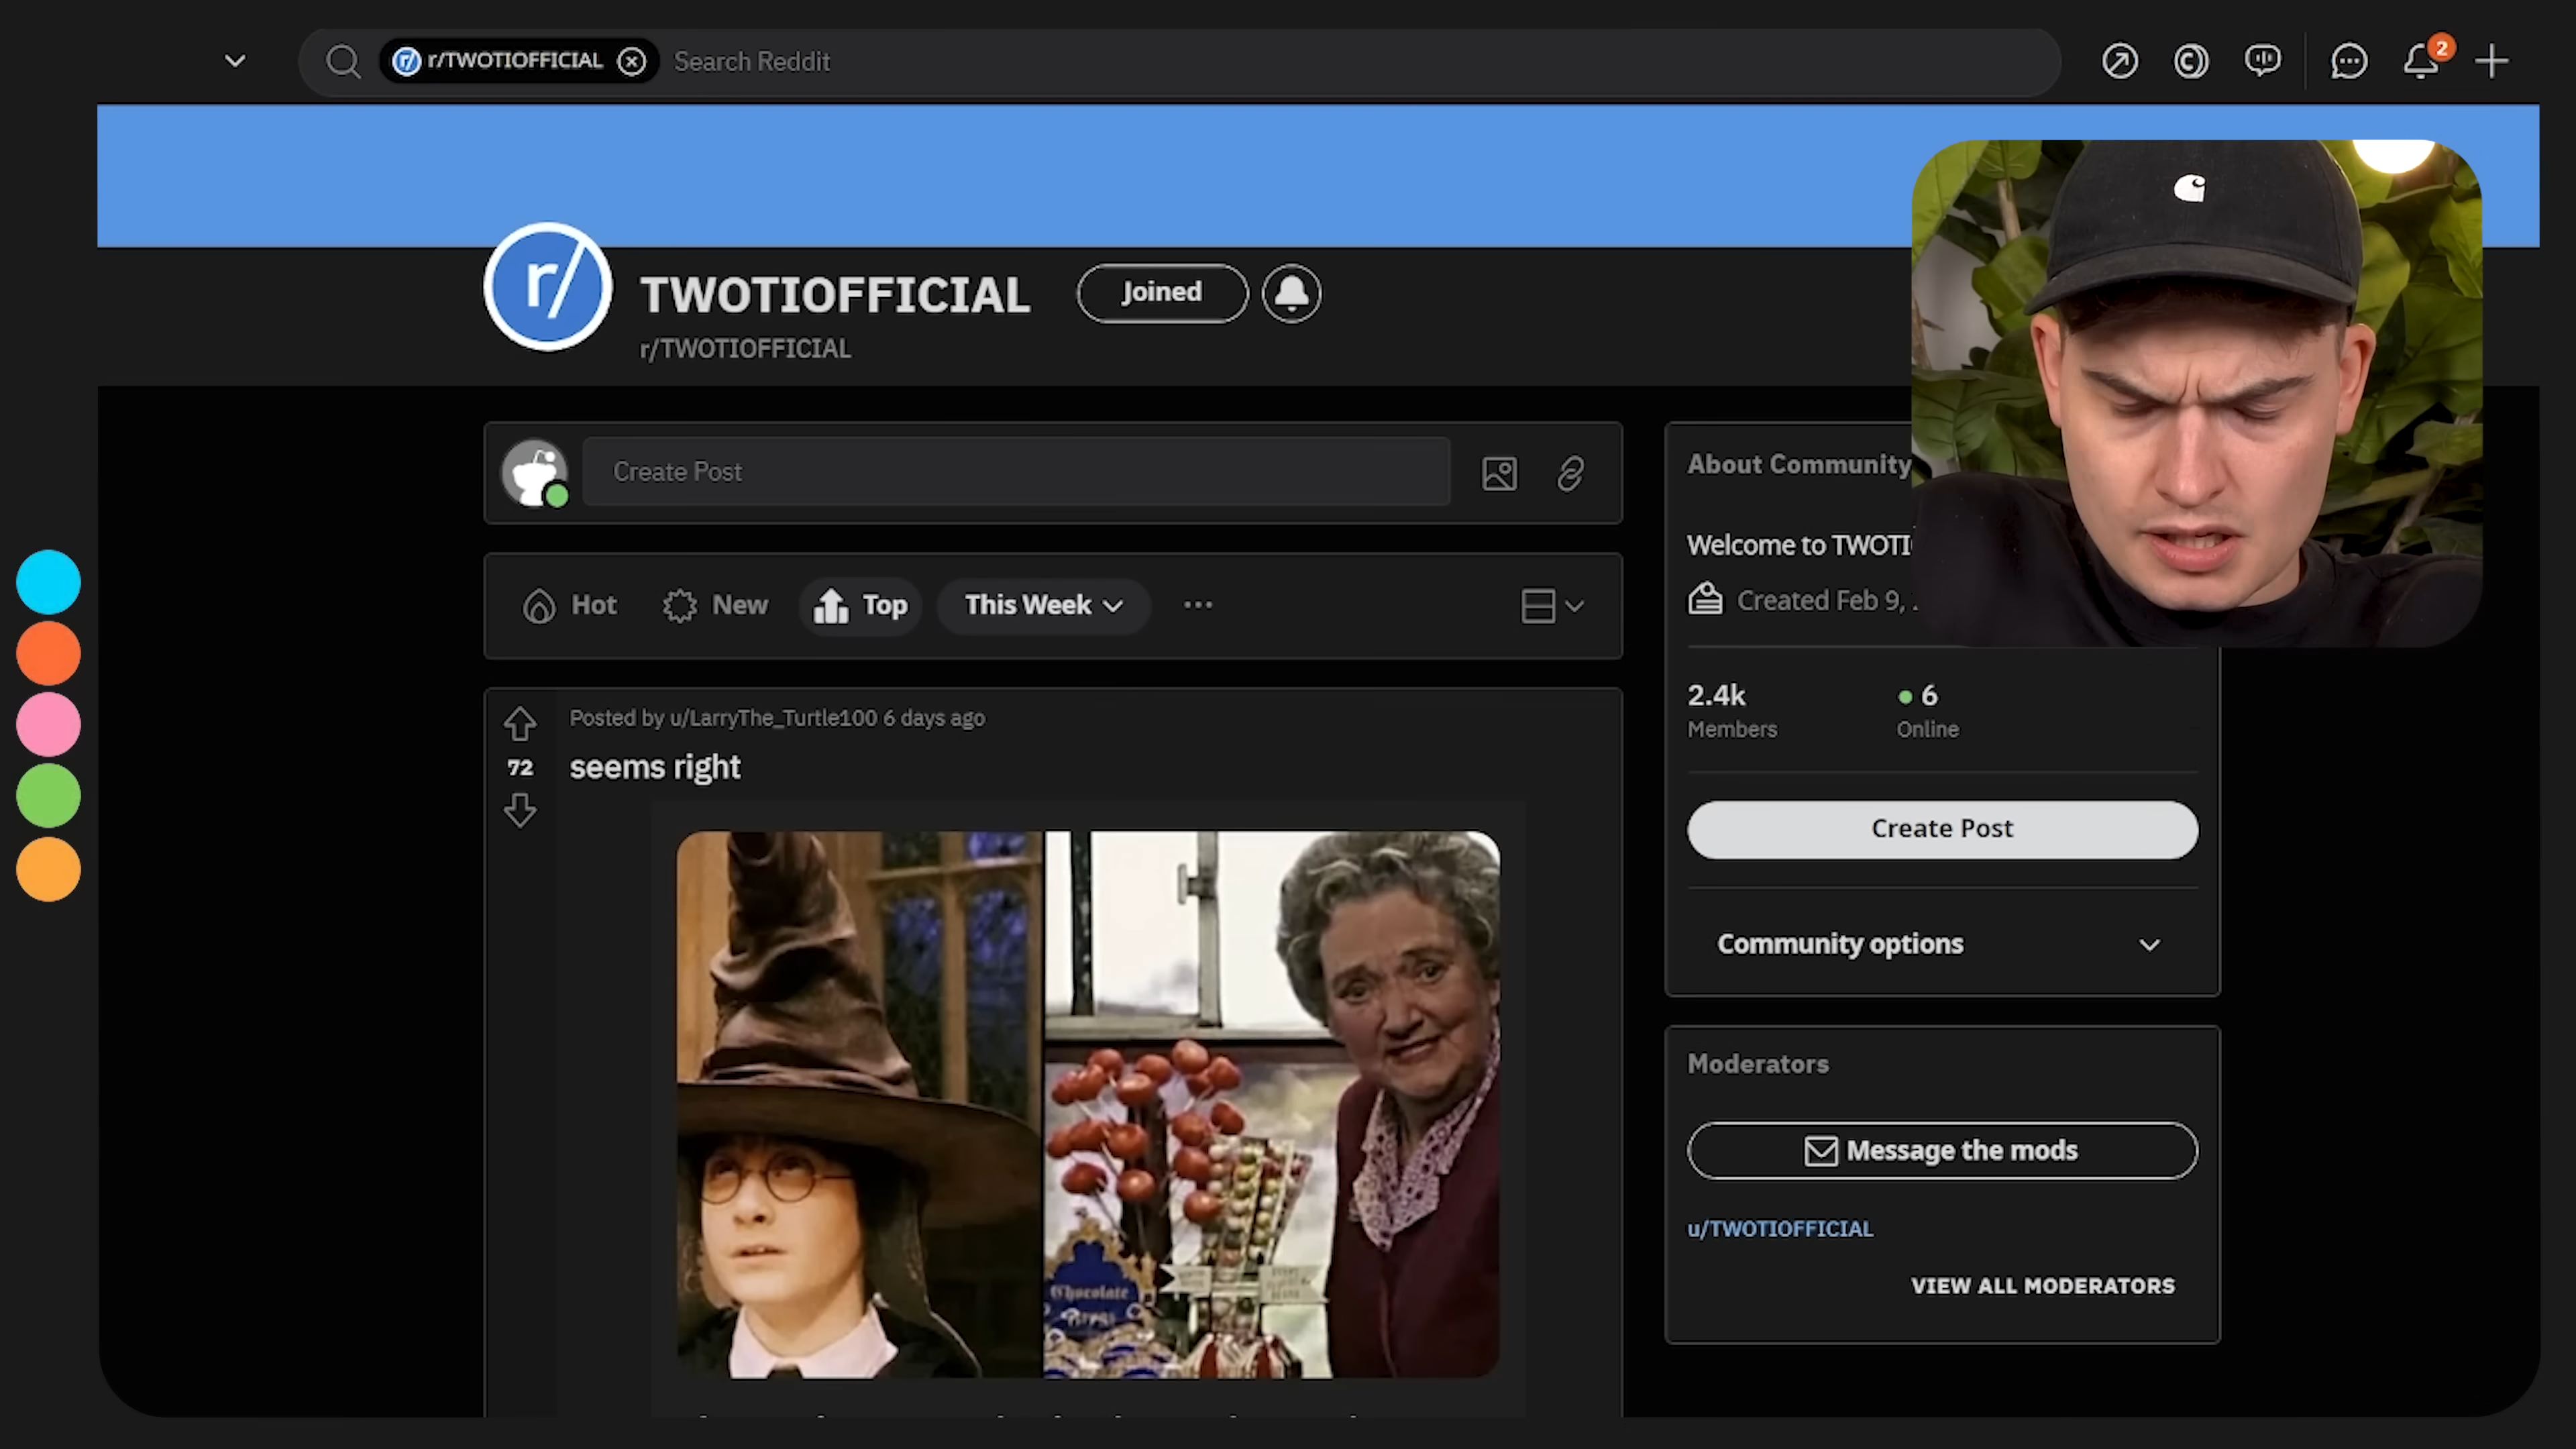 r/TWOTIOFFICIAL
Search Reddit
2
r/
TWOTIOFFICIAL
Joined
r/TWOTIOFFICIAL
Create Post
Hot
New
Top
This Week
Posted by u/LarryThe_Turtle100 6 days ago
72
seems right
Chocolate
Frogs
About Community
Welcome to TWOTI
Created Feb 9,
2.4k
6
Members
Online
Create Post
Community options
Moderators
Message the mods
u/TWOTIOFFICIAL
VIEW ALL MODERATORS